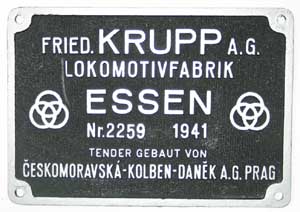 FRIED. KRUPP A.G.
LOKOMOTIVFABRIK
ESSEN
Nr. 2259 1941
TENDER GEBAUT VON
ČESKOMORAVSKÁ-KOLBEN-DANĚK A.G. PRAG